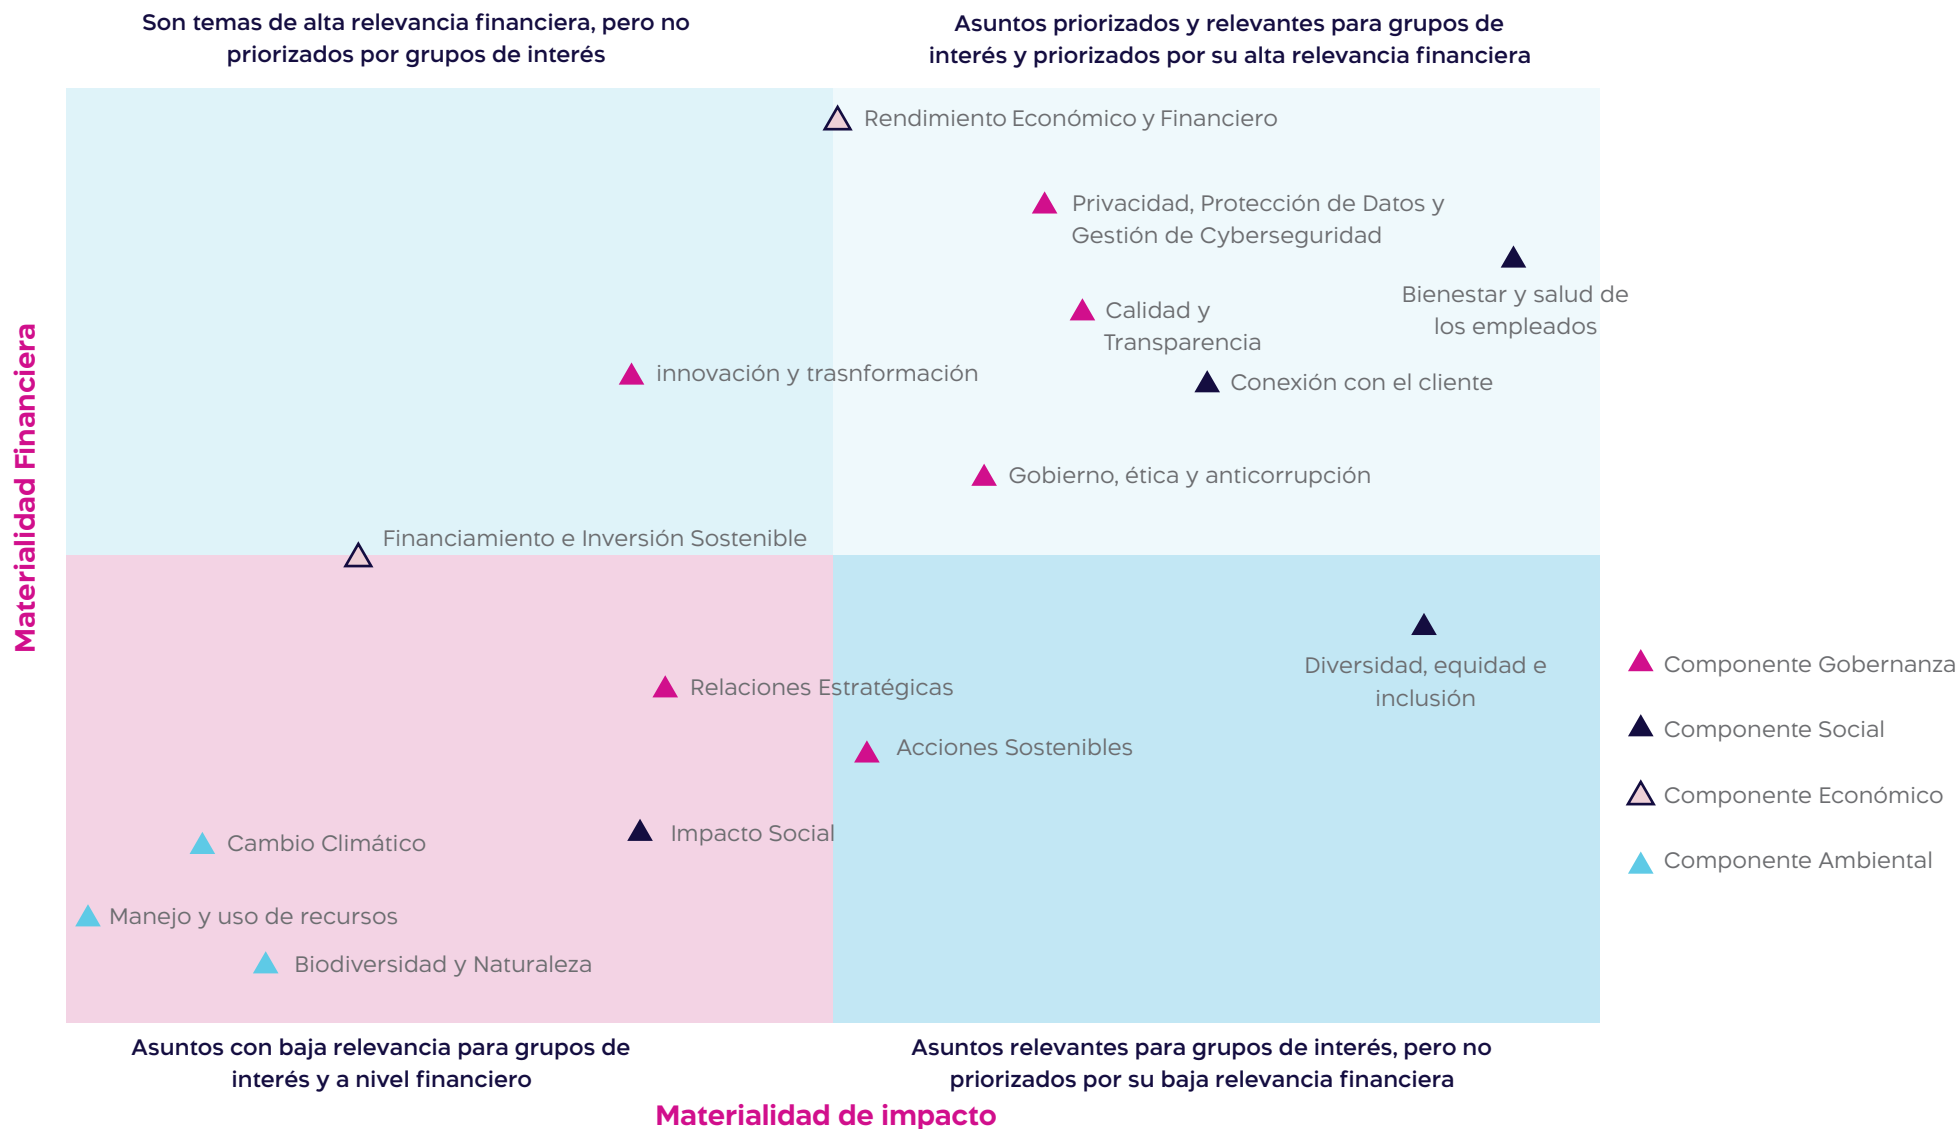 Son temas de alta relevancia financiera, pero no
priorizados por grupos de interés
Asuntos priorizados y relevantes para grupos de
interés y priorizados por su alta relevancia financiera
Materialidad Financiera
Rendimiento Económico y Financiero
Privacidad, Protección de Datos y
Gestión de Cyberseguridad
Bienestar y salud de
los empleados
Calidad y
Transparencia
innovación y trasnformación
Conexión con el cliente
Gobierno, ética y anticorrupción
Financiamiento e Inversión Sostenible
Diversidad, equidad e
inclusión
Relaciones Estratégicas
Acciones Sostenibles
Impacto Social
Cambio Climático
Manejo y uso de recursos
Biodiversidad y Naturaleza
Componente Gobernanza
Componente Social
Componente Económico
Componente Ambiental
Asuntos con baja relevancia para grupos de
interés y a nivel financiero
Asuntos relevantes para grupos de interés, pero no
priorizados por su baja relevancia financiera
Materialidad de impacto